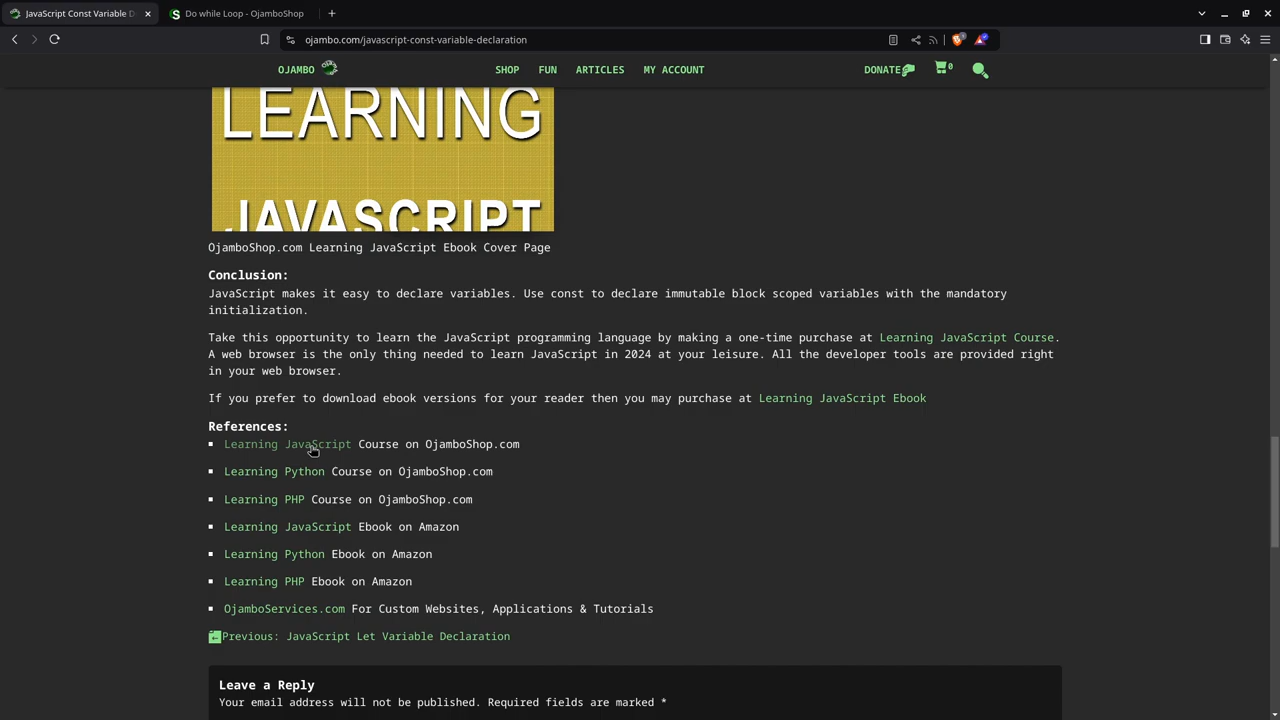 JavaScript Const Variable D
Do while Loop - OjamboShop
ojambo.com/javascript-const-variable-declaration
OJAMBO SHOP FUN ARTICLES MY ACCOUNT DONATE 0
LEARNING
JAVASCRIPT
OjamboShop.com Learning JavaScript Ebook Cover Page
Conclusion:
JavaScript makes it easy to declare variables. Use const to declare immutable block scoped variables with the mandatory
initialization.
Take this opportunity to learn the JavaScript programming language by making a one-time purchase at Learning JavaScript Course.
A web browser is the only thing needed to learn JavaScript in 2024 at your leisure. All the developer tools are provided right
in your web browser.
If you prefer to download ebook versions for your reader then you may purchase at Learning JavaScript Ebook
References:
Learning JavaScript Course on OjamboShop.com
Learning Python Course on OjamboShop.com
Learning PHP Course on OjamboShop.com
Learning JavaScript Ebook on Amazon
Learning Python Ebook on Amazon
Learning PHP Ebook on Amazon
OjamboServices.com For Custom Websites, Applications & Tutorials
Previous: JavaScript Let Variable Declaration
Leave a Reply
Your email address will not be published. Required fields are marked *